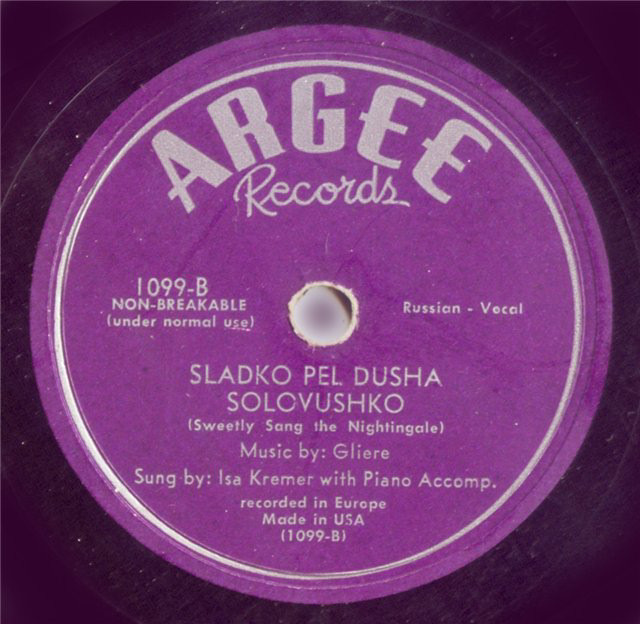 ARGEE
Records
1099-B
NON-BREAKABLE
(under normal use)
Russian - Vocal
SLADKO PEL DUSHA
SOLOVUSHKO
(Sweetly Sang the Nightingale)
Music by: Gliere
Sung by: Isa Kremer with Piano Accomp.
recorded in Europe
Made in USA
(1099-B)